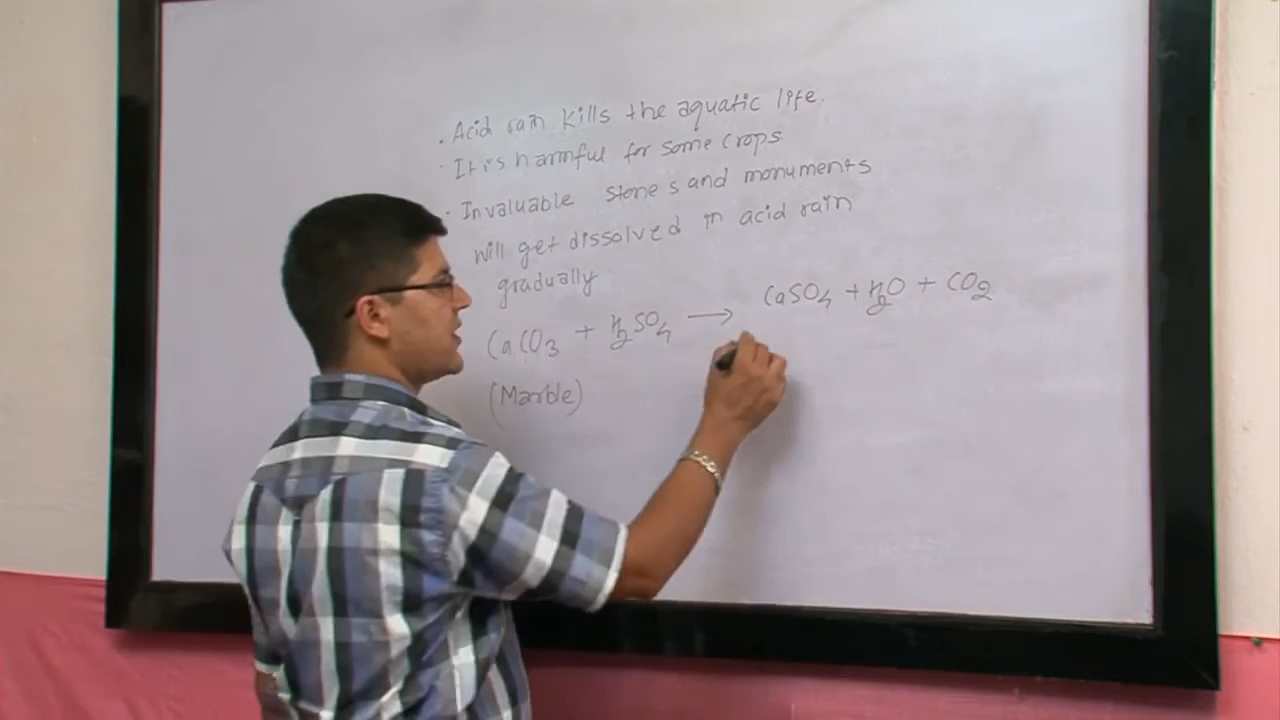 . Acid rain kills the aquatic life.
. It is harmful for some crops.
. Invaluable stones and monuments
will get dissolved in acid rain
gradually.
CaCO3 + H2SO4 → CaSO4 + H2O + CO2
(Marble)